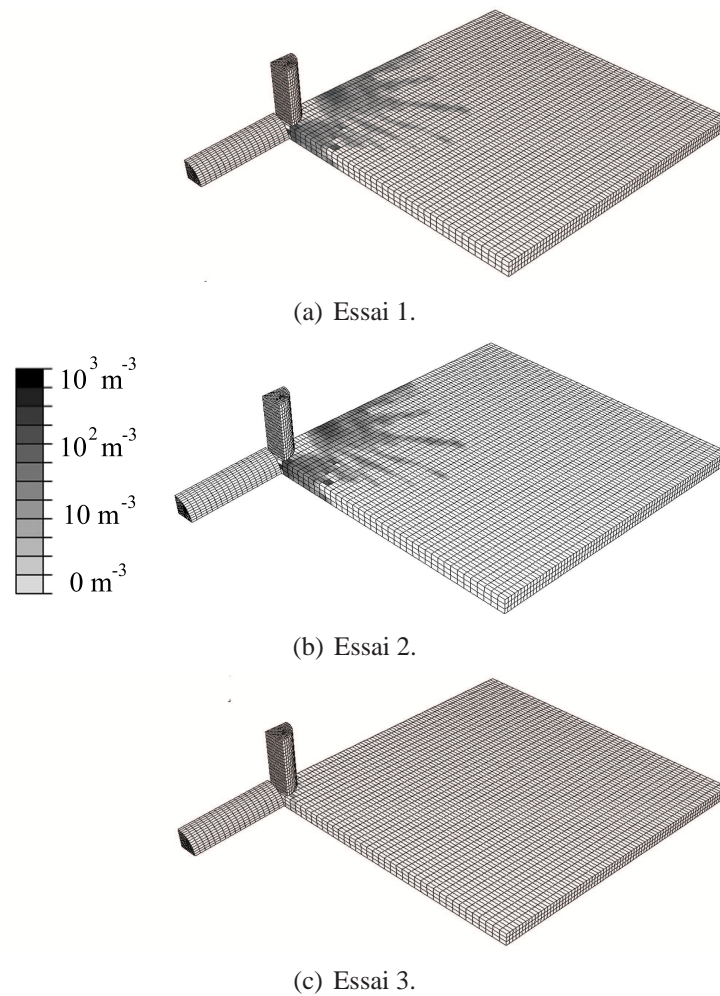 (a) Essai 1.
10³ m⁻³
10² m⁻³
10 m⁻³
0 m⁻³
(b) Essai 2.
(c) Essai 3.